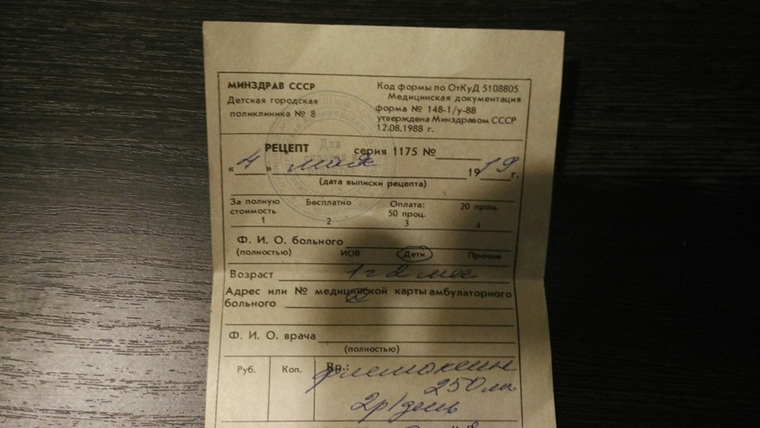 МИНЗДРАВ СССР
Детская городская
поликлиника № 8
Код формы по ОтКуД 5108805
Медицинская документация
форма № 148-1/у-88
утверждена Минздравом СССР
12.08.1988 г.
Для
РЕЦЕПТ серия 1175 №
« 4 » мая 1919г.
(дата выписки рецепта)
За полную стоимость 1
Бесплатно 2
Оплата: 50 проц. 3
20 проц. 4
Ф. И. О. больного
(полностью) ИОВ Дети Прочие
Возраст 1 г 2 мес
Адрес или № медицинской карты амбулаторного
больного
Ф. И. О. врача
(полностью)
Руб. Коп. Вр.:
флемоксин
250 мг
2р/день